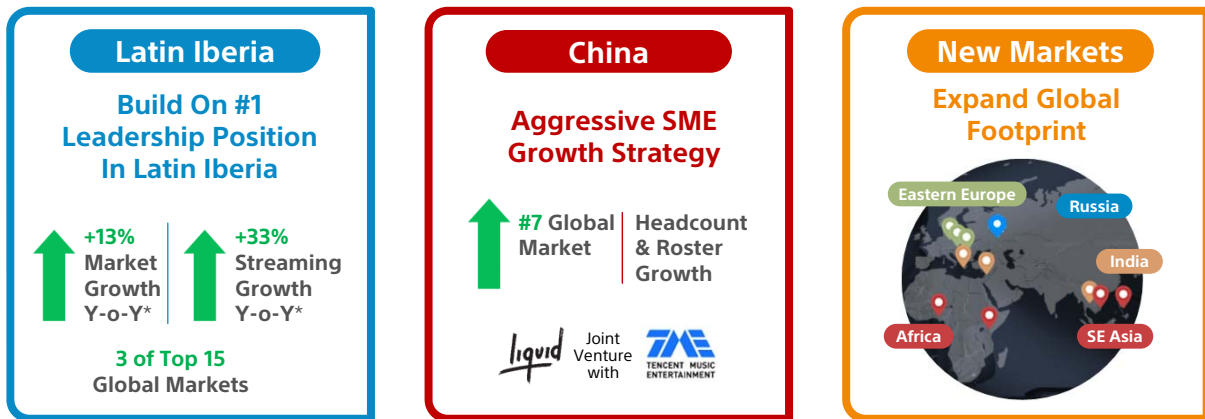 Latin Iberia
Build On #1
Leadership Position
In Latin Iberia
+13%
Market
Growth
Y-o-Y*
+33%
Streaming
Growth
Y-o-Y*
3 of Top 15
Global Markets
China
Aggressive SME
Growth Strategy
#7 Global
Market
Headcount
& Roster
Growth
liquid
Joint
Venture
with
TME
TENCENT MUSIC
ENTERTAINMENT
New Markets
Expand Global
Footprint
Eastern Europe
Russia
India
Africa
SE Asia